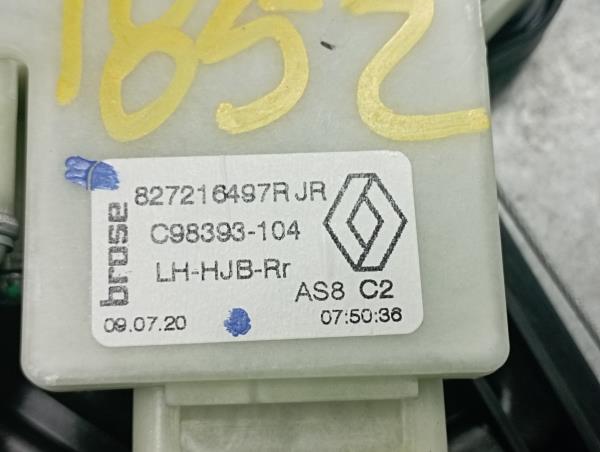 1852
brose
827216497R JR
C98393-104
LH-HJB-Rr
AS8 C2
09.07.20
07:50:36